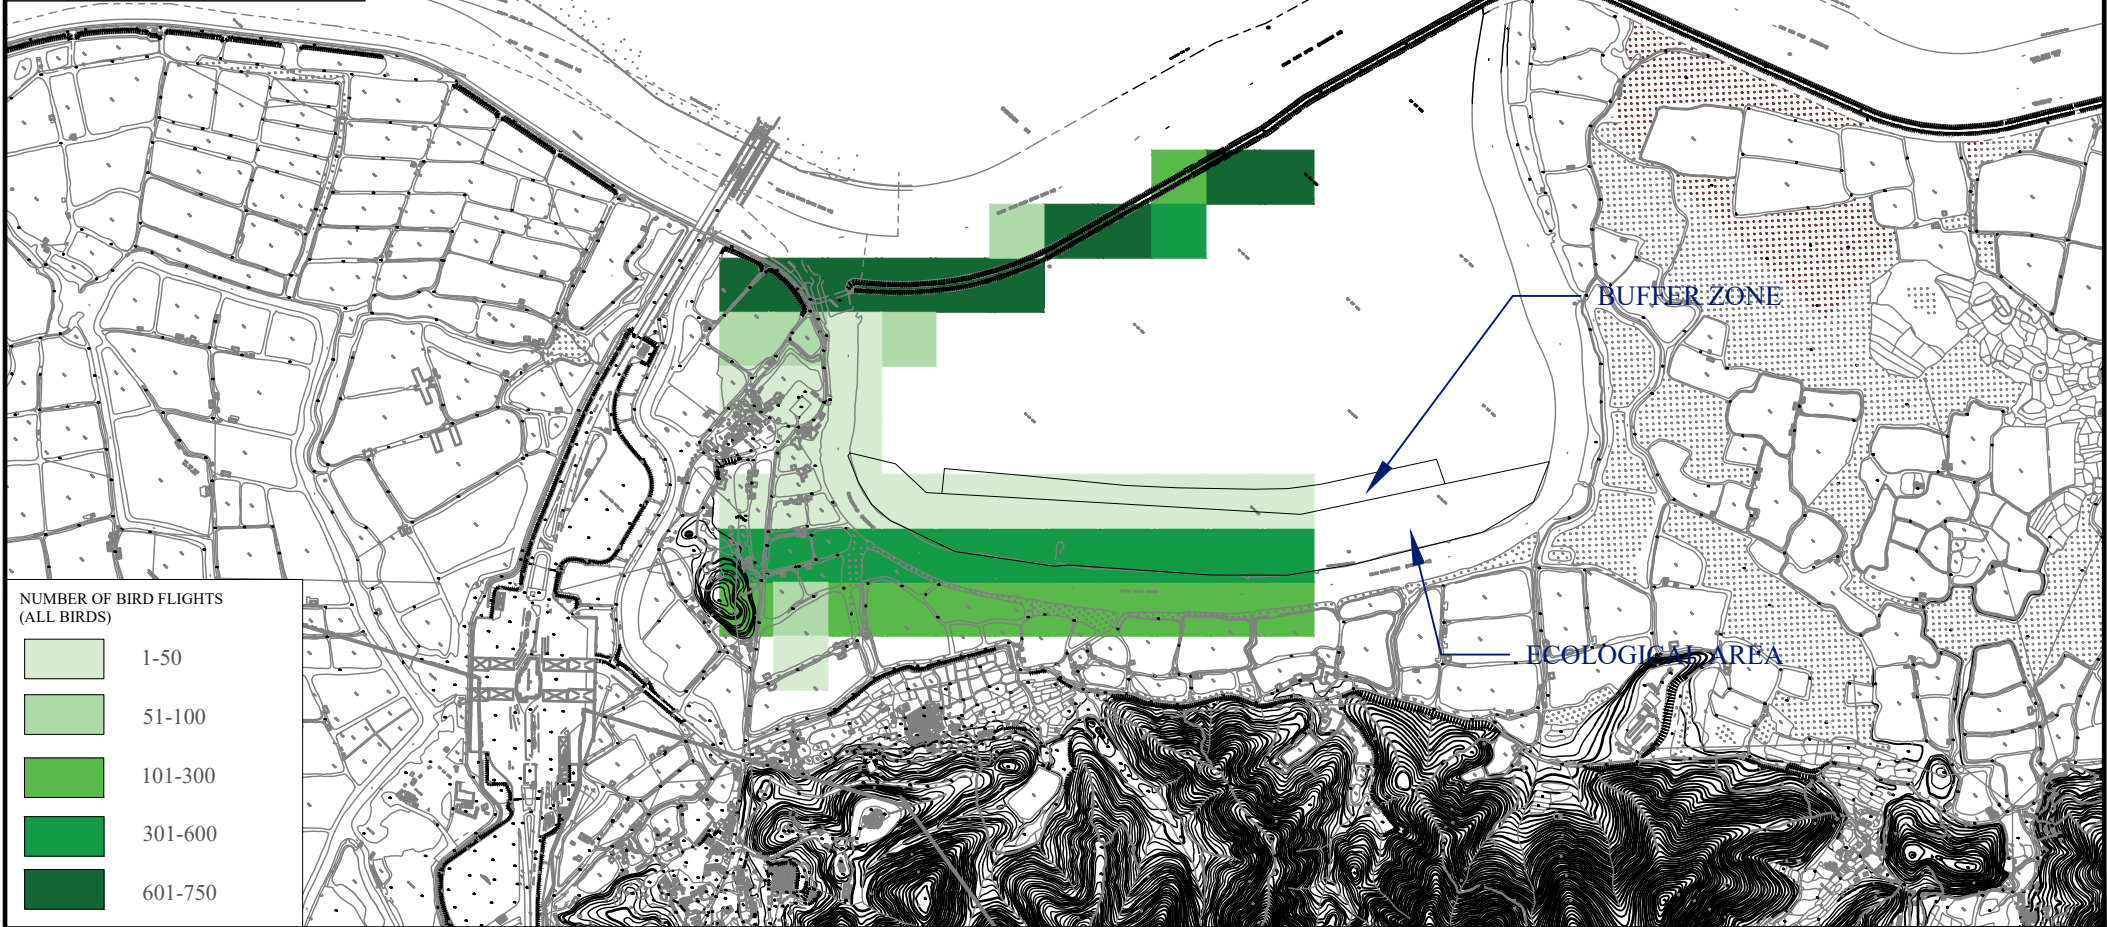 BUFFER ZONE
ECOLOGICAL AREA
NUMBER OF BIRD FLIGHTS
(ALL BIRDS)
1-50
51-100
101-300
301-600
601-750